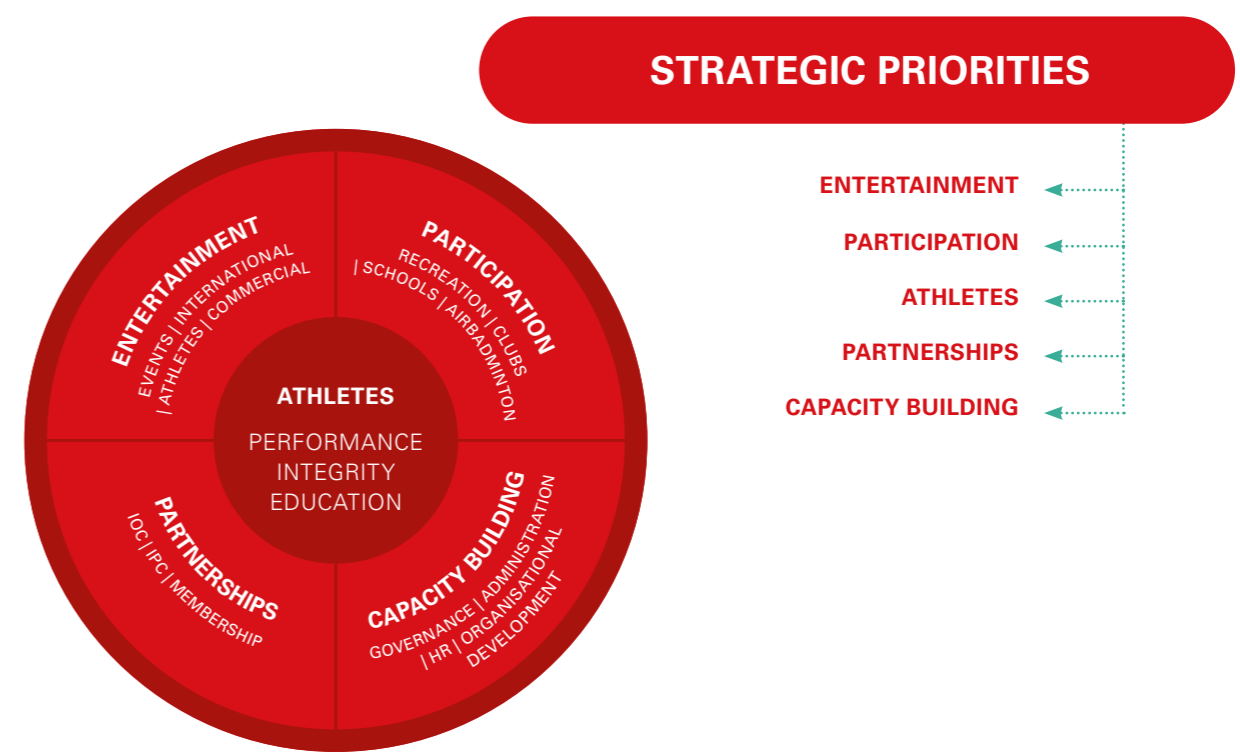 STRATEGIC PRIORITIES
ENTERTAINMENT
PARTICIPATION
ATHLETES
PARTNERSHIPS
CAPACITY BUILDING
ENTERTAINMENT
EVENTS | INTERNATIONAL
| ATHLETES | COMMERCIAL
PARTICIPATION
RECREATION | CLUBS
| SCHOOLS | AIRBADMINTON
ATHLETES
PERFORMANCE
INTEGRITY
EDUCATION
PARTNERSHIPS
IOC | IPC | MEMBERSHIP
CAPACITY BUILDING
GOVERNANCE | ADMINISTRATION
| HR | ORGANISATIONAL
DEVELOPMENT